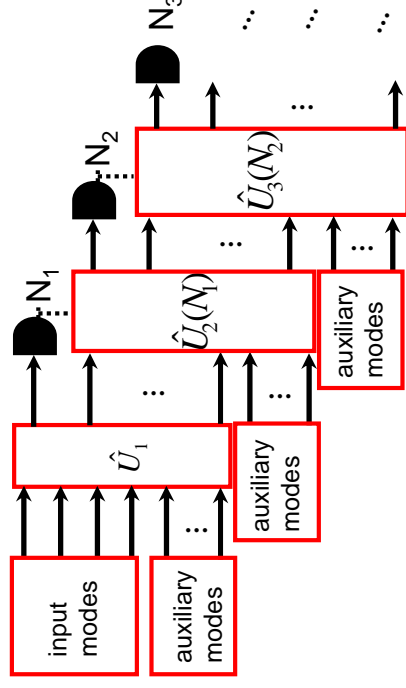 input
modes
auxiliary
modes
...
Û₁
...
N₁
auxiliary
modes
...
Û₂(N₁)
...
N₂
auxiliary
modes
...
Û₃(N₂)
...
N₃
...
...
...